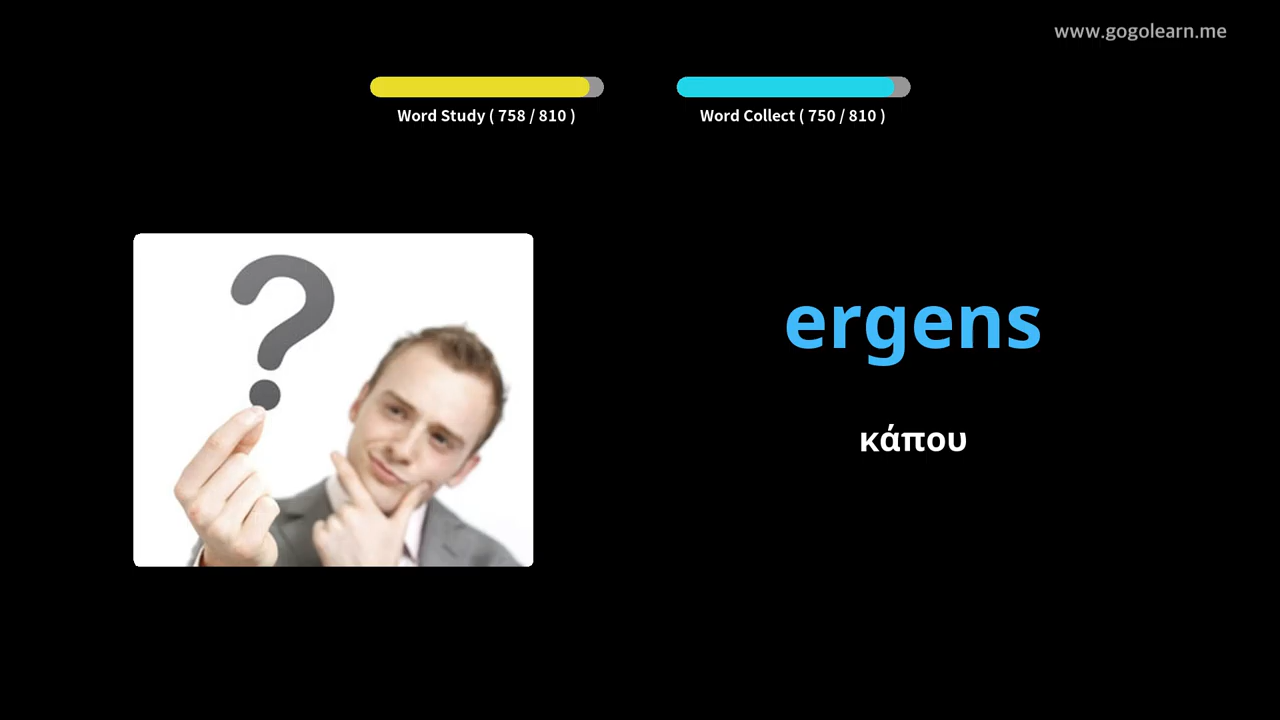 www.gogolearn.me
Word Study ( 758 / 810 )
Word Collect ( 750 / 810 )
?
ergens
κάπου